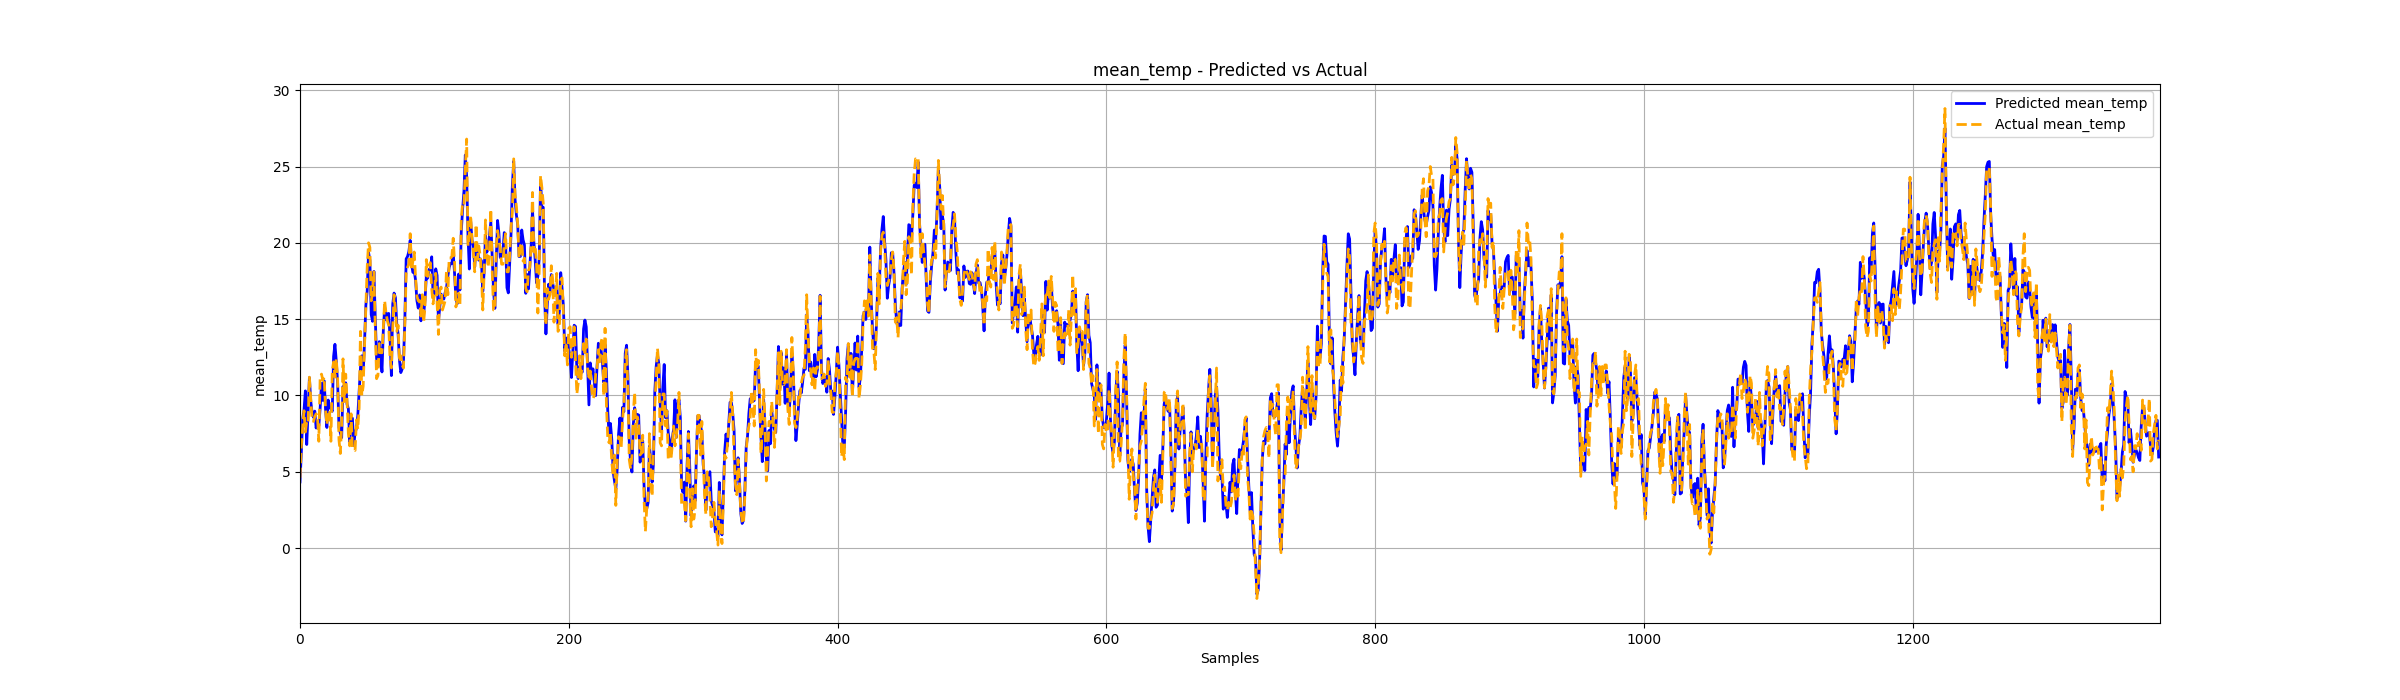 mean_temp - Predicted vs Actual
Predicted mean_temp
Actual mean_temp
mean_temp
30
25
20
15
10
5
0
0 200 400 600 800 1000 1200
Samples